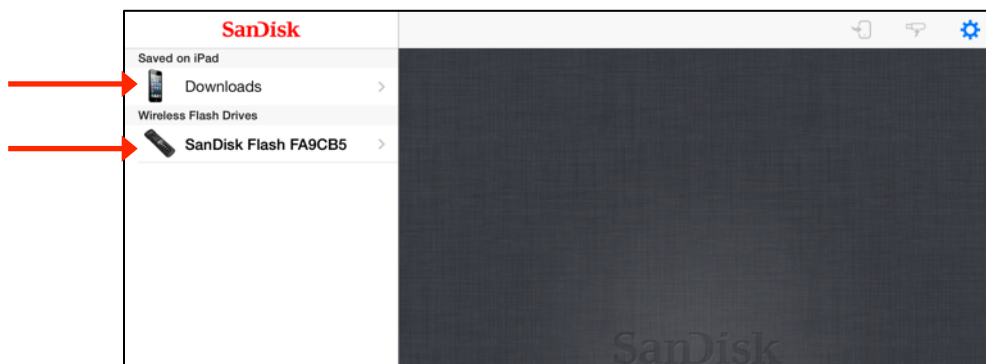 SanDisk
Saved on iPad
Downloads
Wireless Flash Drives
SanDisk Flash FA9CB5
SanDisk